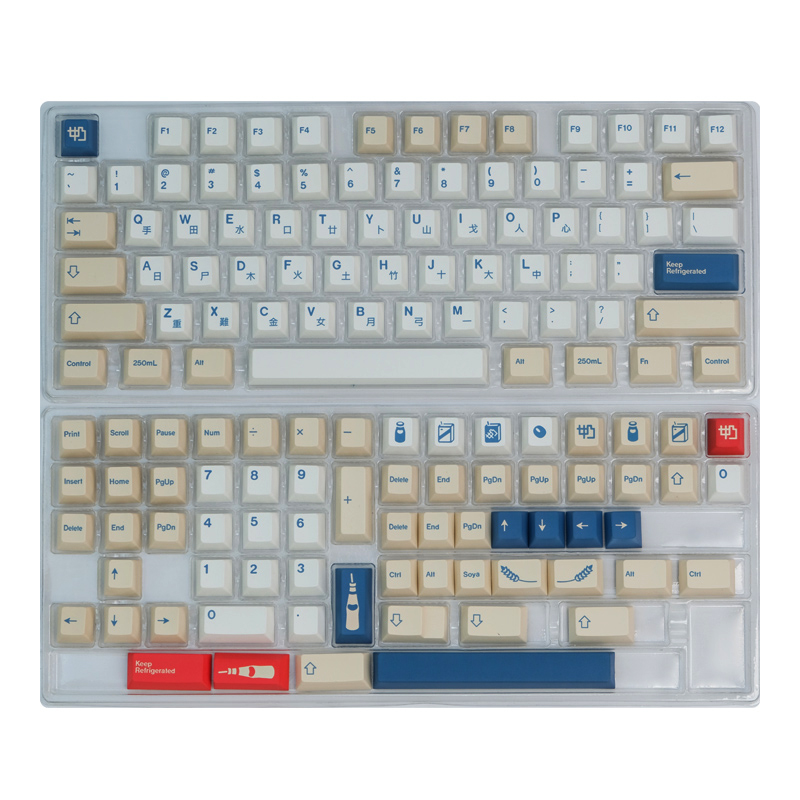 F1 F2 F3 F4 F5 F6 F7 F8 F9 F10 F11 F12
~ ! @ # $ % ^ & * ( ) _ +
` 1 2 3 4 5 6 7 8 9 0 - = ←
⇤ Q W E R T Y U I O P { } |
⇥ 手 田 水 口 廿 卜 山 戈 人 心 [ ] \
A S D F G H J K L : " Keep
日 尸 木 火 土 竹 十 大 中 ; ' Refrigerated
Z X C V B N M < > ?
重 難 金 女 月 弓 一 , . /
Control 250mL Alt Alt 250mL Fn Control
Print Scroll Pause Num ÷ × −
Insert Home PgUp 7 8 9 + Delete End PgDn PgUp PgUp PgDn 0
Delete End PgDn 4 5 6 Delete End PgDn ↑ ↓ ← →
↑ 1 2 3 Ctrl Alt Soya Alt Ctrl
← ↓ → 0 .
Keep
Refrigerated